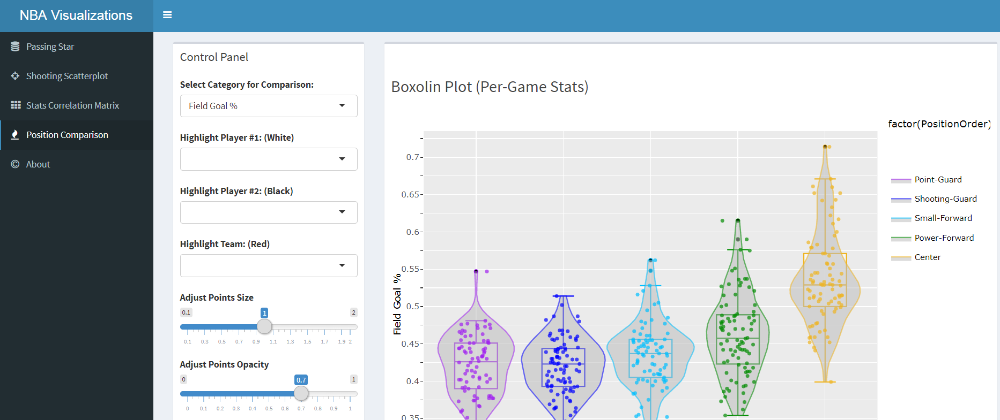 NBA Visualizations
Passing Star
Shooting Scatterplot
Stats Correlation Matrix
Position Comparison
About
Control Panel
Select Category for Comparison:
Field Goal %
Highlight Player #1: (White)
Highlight Player #2: (Black)
Highlight Team: (Red)
Adjust Points Size
0.1 1 2
0.1 0.3 0.5 0.7 0.9 1.1 1.3 1.5 1.7 1.9 2
Adjust Points Opacity
0 0.7 1
0 0.1 0.2 0.3 0.4 0.5 0.6 0.7 0.8 0.9 1
Boxolin Plot (Per-Game Stats)
Field Goal %
0.7
0.65
0.6
0.55
0.5
0.45
0.4
0.35
factor(PositionOrder)
Point-Guard
Shooting-Guard
Small-Forward
Power-Forward
Center